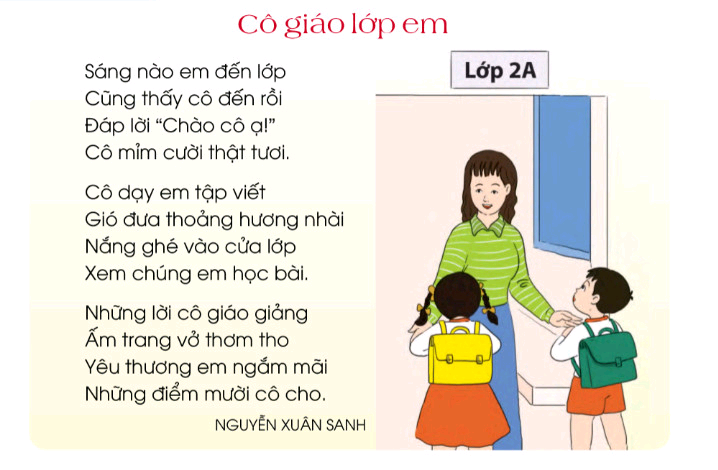 Cô giáo lớp em
Sáng nào em đến lớp
Cũng thấy cô đến rồi
Đáp lời “Chào cô ạ!”
Cô mỉm cười thật tươi.
Cô dạy em tập viết
Gió đưa thoảng hương nhài
Nắng ghé vào cửa lớp
Xem chúng em học bài.
Những lời cô giáo giảng
Ấm trang vở thơm tho
Yêu thương em ngắm mãi
Những điểm mười cô cho.
NGUYỄN XUÂN SANH
Lớp 2A